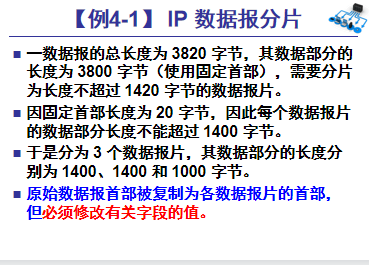 【例4-1】 IP 数据报分片
一数据报的总长度为 3820 字节，其数据部分的
长度为 3800 字节（使用固定首部），需要分片
为长度不超过 1420 字节的数据报片。
因固定首部长度为 20 字节，因此每个数据报片
的数据部分长度不能超过 1400 字节。
于是分为 3 个数据报片，其数据部分的长度分
别为 1400、1400 和 1000 字节。
原始数据报首部被复制为各数据报片的首部，
但必须修改有关字段的值。